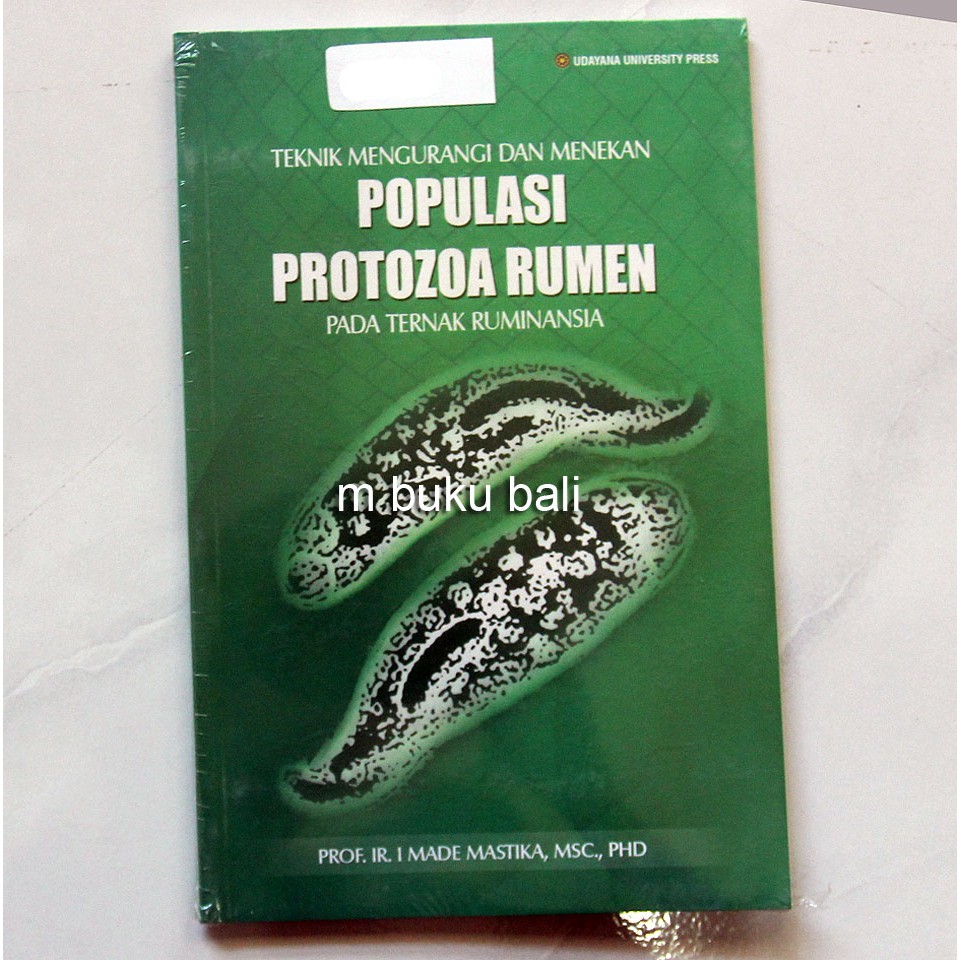 UDAYANA UNIVERSITY PRESS
TEKNIK MENGURANGI DAN MENEKAN
POPULASI
PROTOZOA RUMEN
PADA TERNAK RUMINANSIA
m buku bali
PROF. IR. I MADE MASTIKA, MSC., PHD